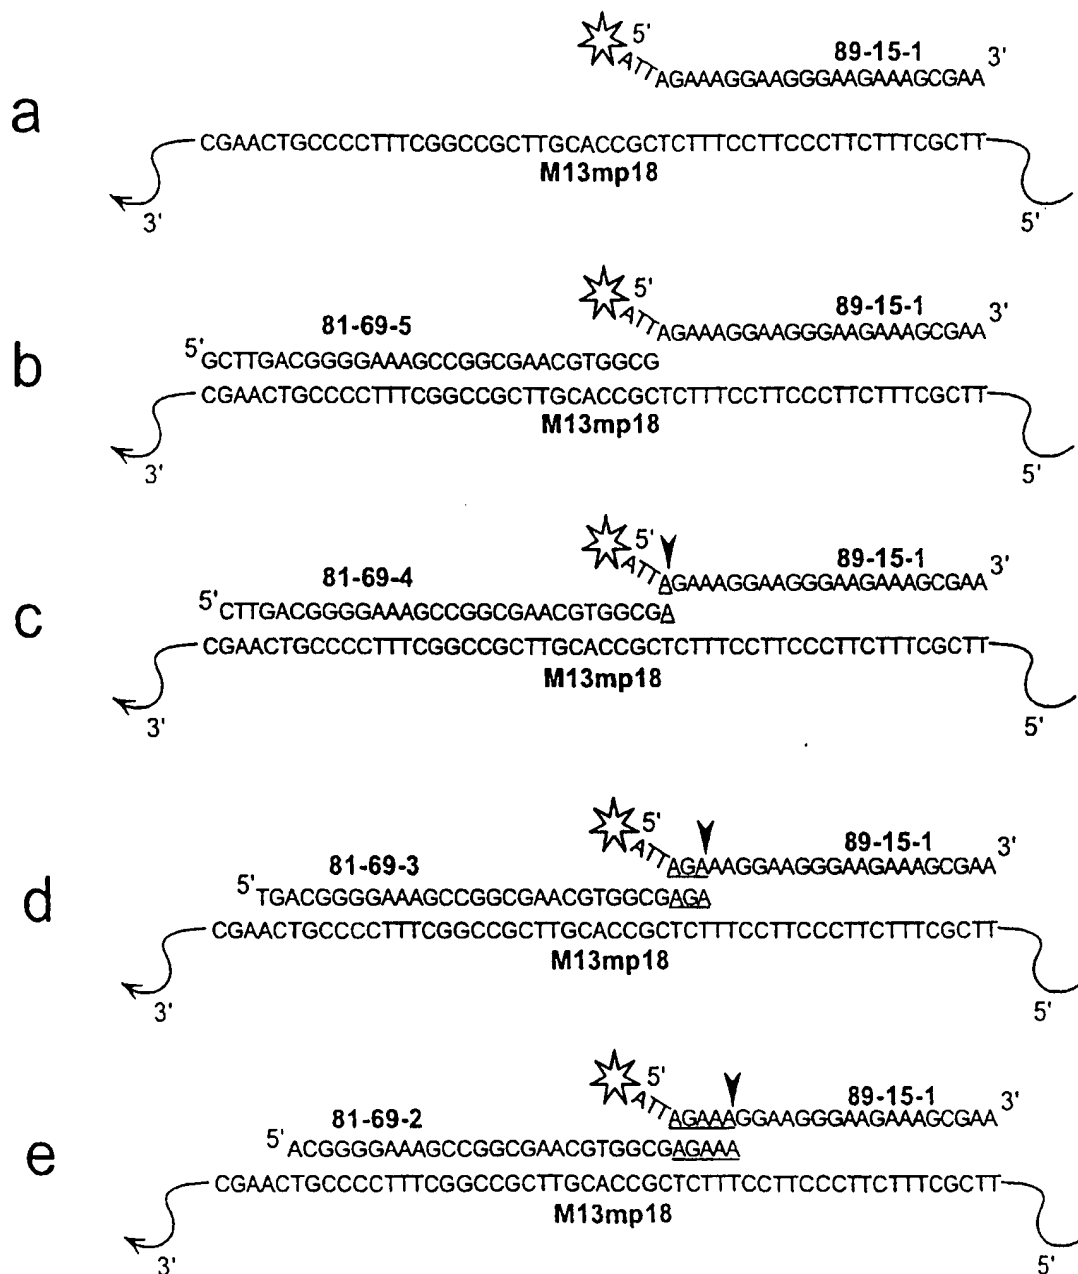 a
5'
ATTAGAAAGGAAGGGAAGAAAGCGAA
89-15-1
3'
CGAACTGCCCCTTTCGGCCGCTTGCACCGCTCTTTCCTTCCCTTCTTTCGCTT
M13mp18
3'
5'
b
5'
ATTAGAAAGGAAGGGAAGAAAGCGAA
89-15-1
3'
81-69-5
5'GCTTGACGGGGAAAGCCGGCGAACGTGGCG
CGAACTGCCCCTTTCGGCCGCTTGCACCGCTCTTTCCTTCCCTTCTTTCGCTT
M13mp18
3'
5'
c
5'
ATTAGAAAGGAAGGGAAGAAAGCGAA
89-15-1
3'
81-69-4
5'CTTGACGGGGAAAGCCGGCGAACGTGGCGA
CGAACTGCCCCTTTCGGCCGCTTGCACCGCTCTTTCCTTCCCTTCTTTCGCTT
M13mp18
3'
5'
d
5'
ATTAGAAAGGAAGGGAAGAAAGCGAA
89-15-1
3'
81-69-3
5'TGACGGGGAAAGCCGGCGAACGTGGCGAGA
CGAACTGCCCCTTTCGGCCGCTTGCACCGCTCTTTCCTTCCCTTCTTTCGCTT
M13mp18
3'
5'
e
5'
ATTAGAAAGGAAGGGAAGAAAGCGAA
89-15-1
3'
81-69-2
5'ACGGGGAAAGCCGGCGAACGTGGCGAGAAA
CGAACTGCCCCTTTCGGCCGCTTGCACCGCTCTTTCCTTCCCTTCTTTCGCTT
M13mp18
3'
5'